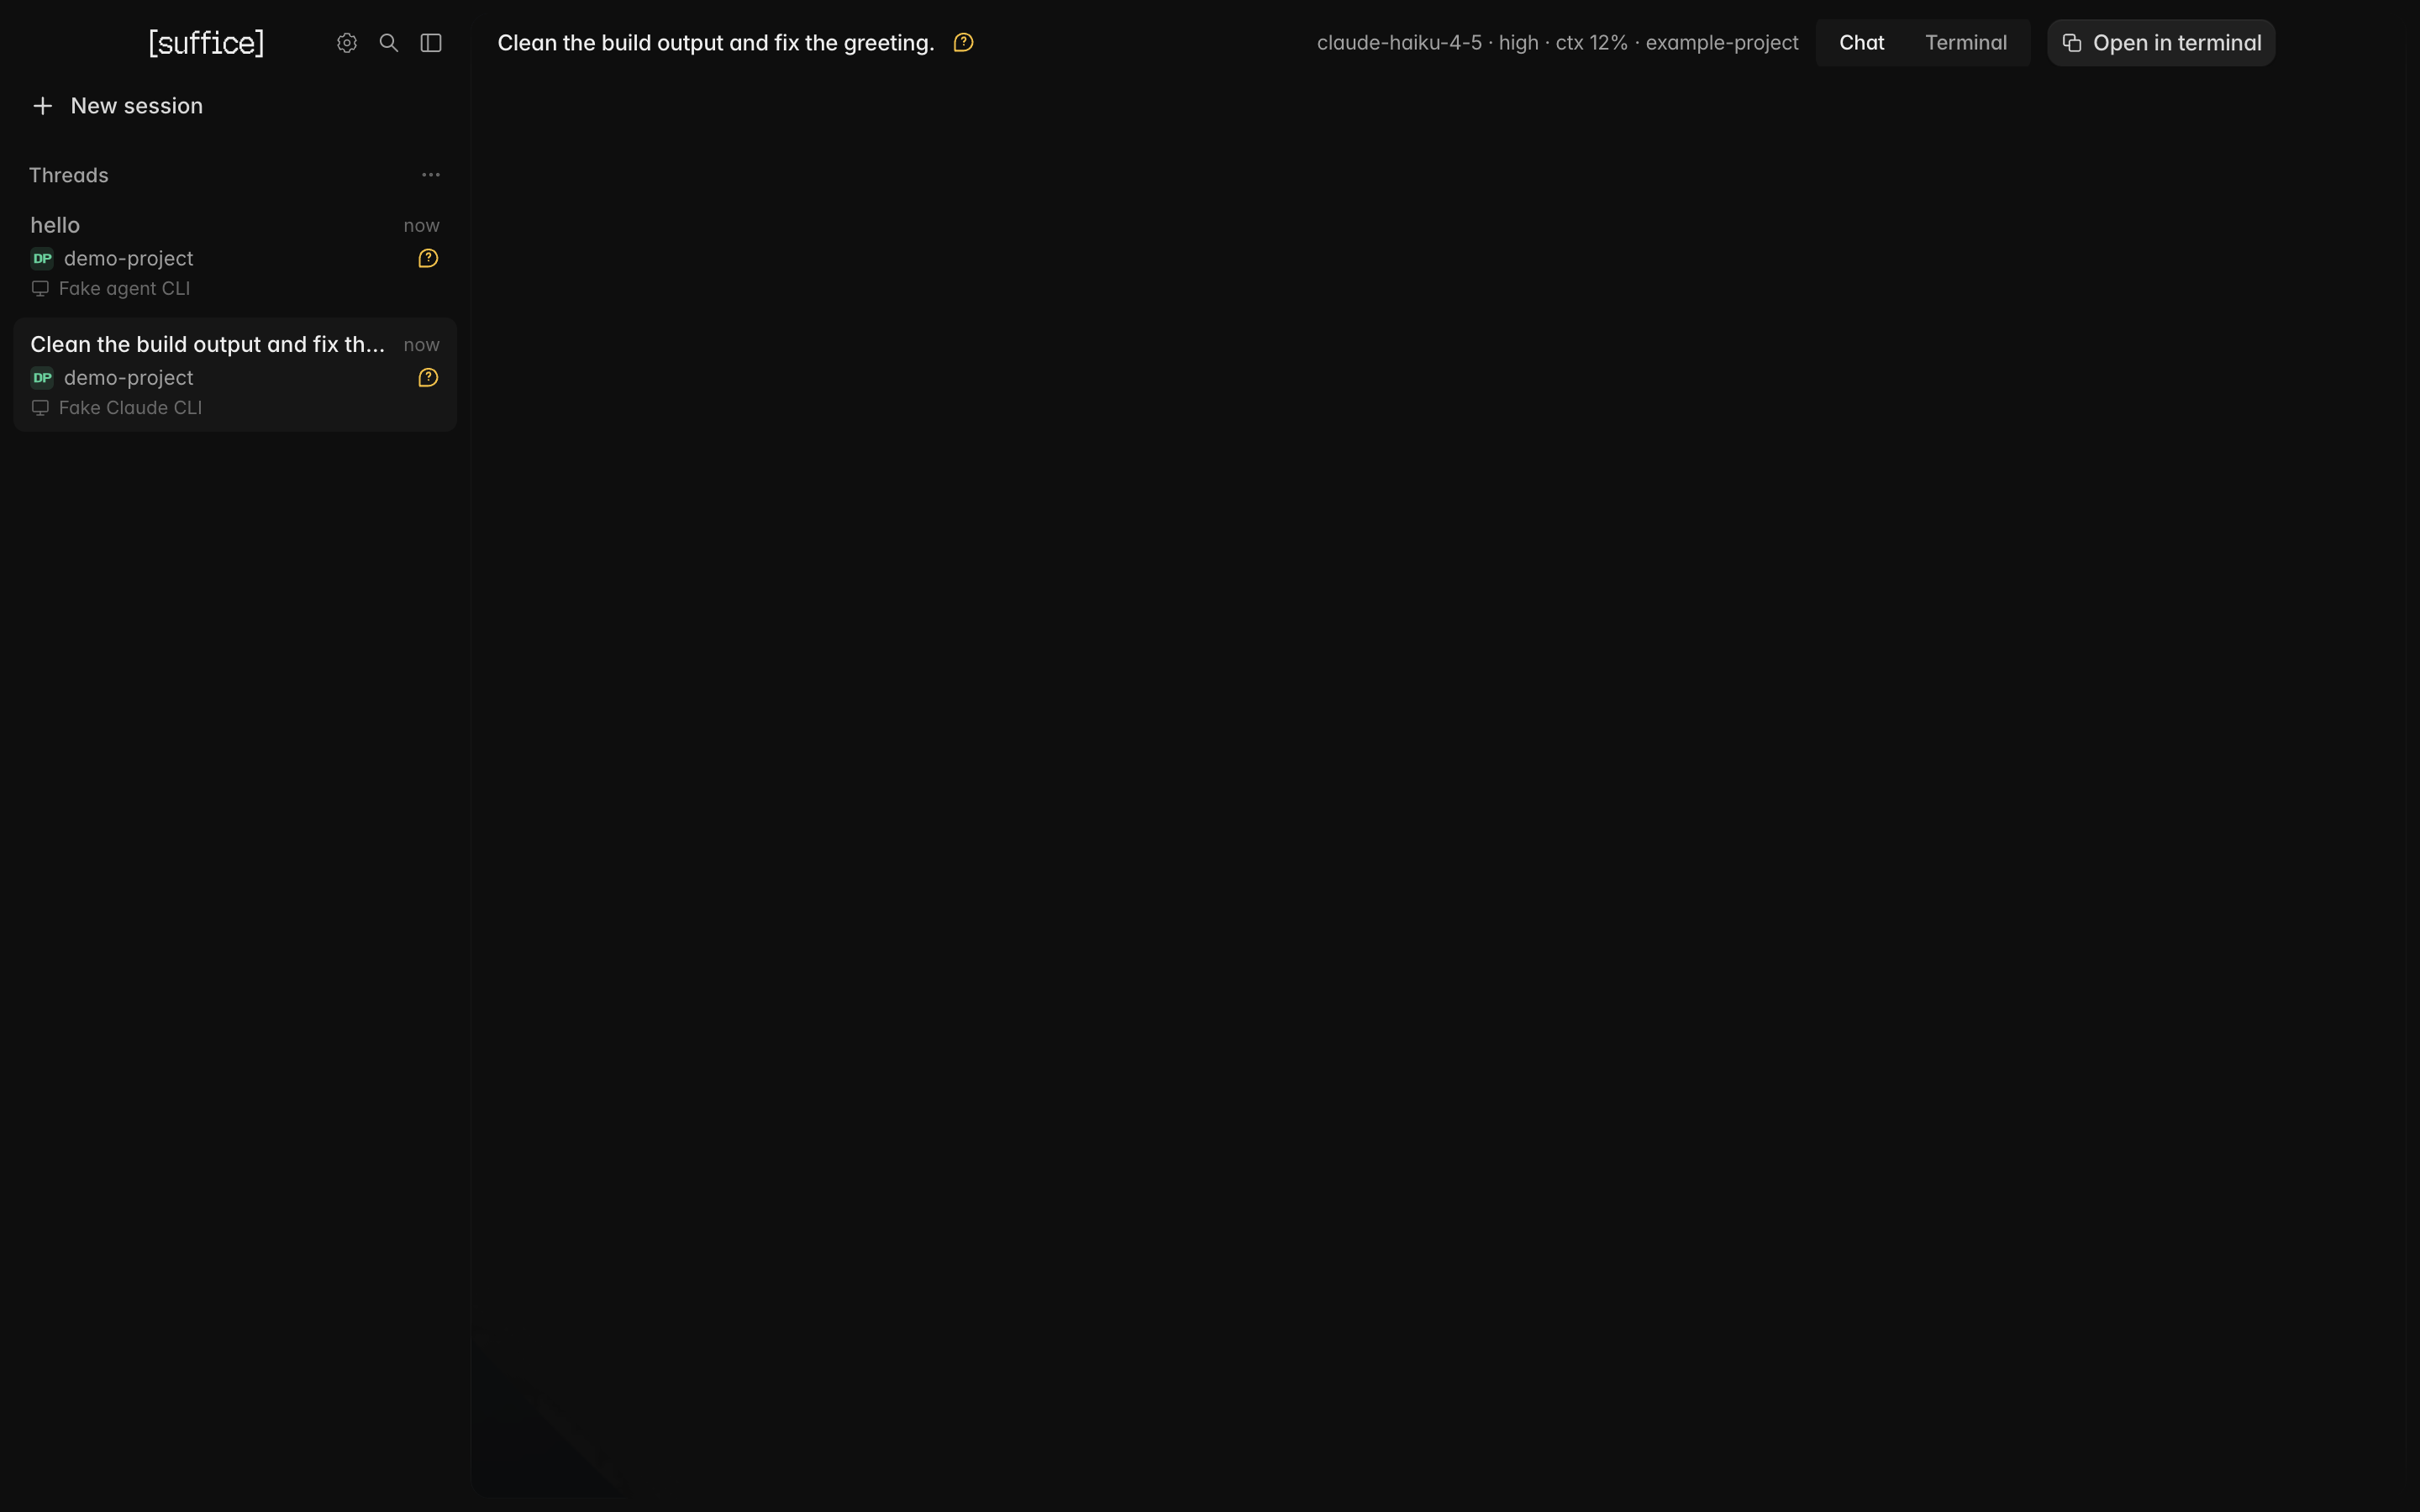 [suffice]
New session
Threads
hello
now
DP
demo-project
Fake agent CLI
Clean the build output and fix th...
now
DP
demo-project
Fake Claude CLI
Clean the build output and fix the greeting.
claude-haiku-4-5 · high · ctx 12% · example-project
Chat
Terminal
Open in terminal